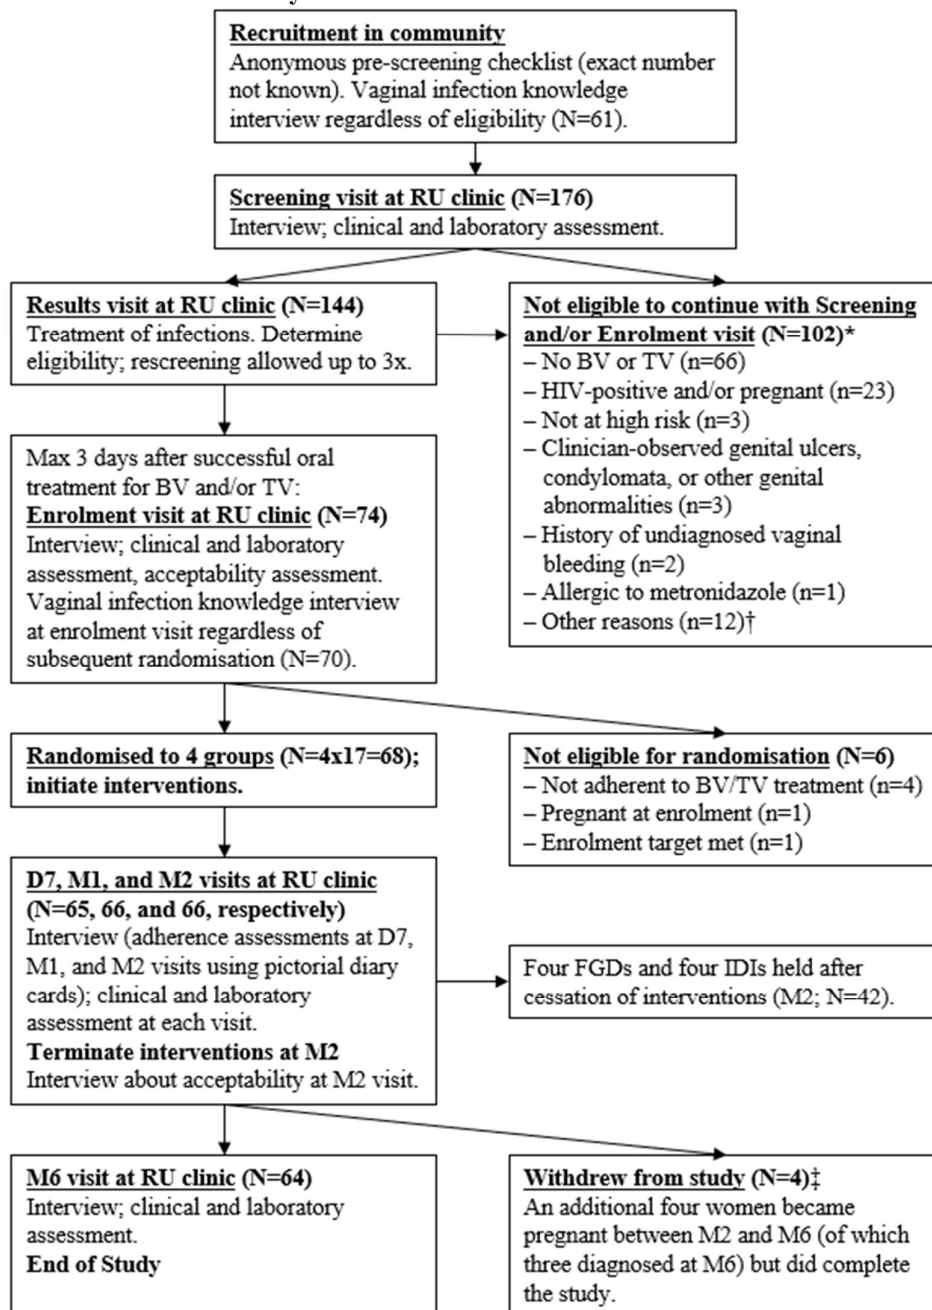 Recruitment in community
Anonymous pre-screening checklist (exact number
not known). Vaginal infection knowledge
interview regardless of eligibility (N=61).
Screening visit at RU clinic (N=176)
Interview; clinical and laboratory assessment.
Results visit at RU clinic (N=144)
Treatment of infections. Determine
eligibility; rescreening allowed up to 3x.
Not eligible to continue with Screening
and/or Enrolment visit (N=102)*
– No BV or TV (n=66)
– HIV-positive and/or pregnant (n=23)
– Not at high risk (n=3)
– Clinician-observed genital ulcers,
condylomata, or other genital
abnormalities (n=3)
– History of undiagnosed vaginal
bleeding (n=2)
– Allergic to metronidazole (n=1)
– Other reasons (n=12)†
Max 3 days after successful oral
treatment for BV and/or TV:
Enrolment visit at RU clinic (N=74)
Interview; clinical and laboratory
assessment, acceptability assessment.
Vaginal infection knowledge interview
at enrolment visit regardless of
subsequent randomisation (N=70).
Randomised to 4 groups (N=4x17=68);
initiate interventions.
Not eligible for randomisation (N=6)
– Not adherent to BV/TV treatment (n=4)
– Pregnant at enrolment (n=1)
– Enrolment target met (n=1)
D7, M1, and M2 visits at RU clinic
(N=65, 66, and 66, respectively)
Interview (adherence assessments at D7,
M1, and M2 visits using pictorial diary
cards); clinical and laboratory
assessment at each visit.
Terminate interventions at M2
Interview about acceptability at M2 visit.
Four FGDs and four IDIs held after
cessation of interventions (M2; N=42).
M6 visit at RU clinic (N=64)
Interview; clinical and laboratory
assessment.
End of Study
Withdrew from study (N=4)‡
An additional four women became
pregnant between M2 and M6 (of which
three diagnosed at M6) but did complete
the study.